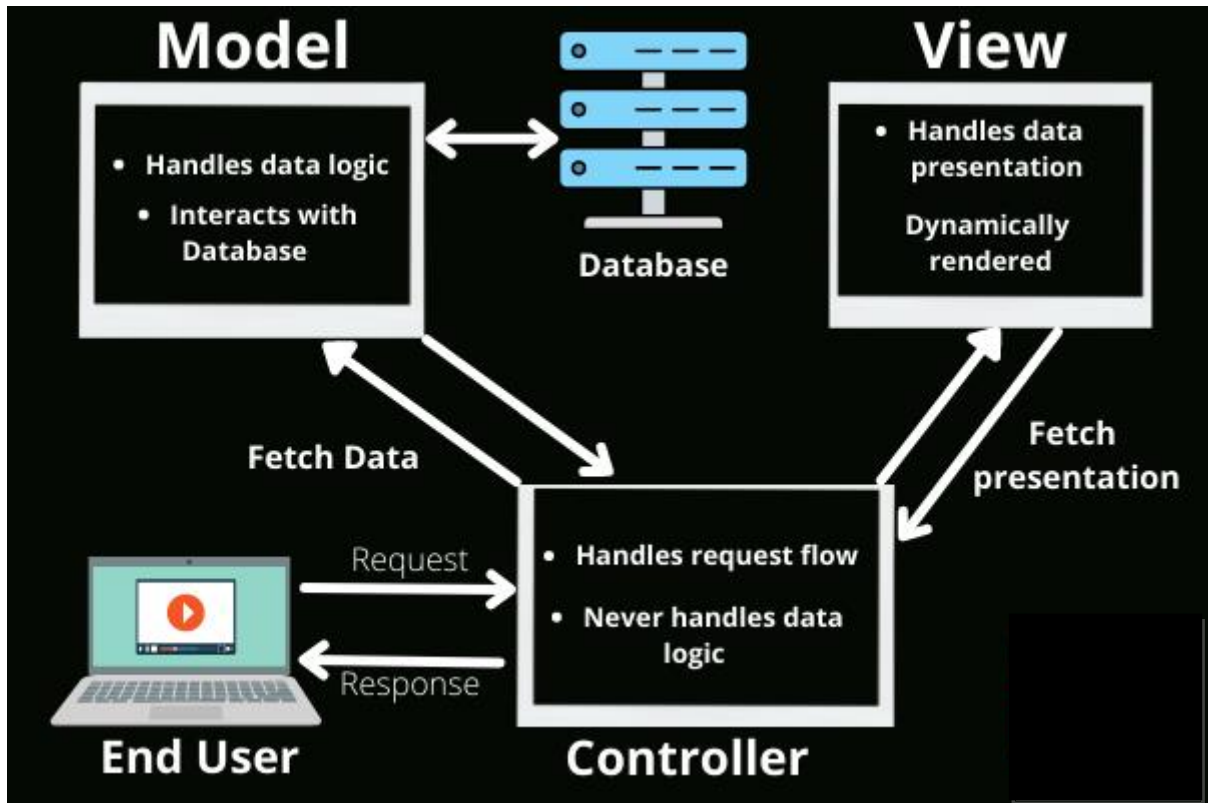 Model
View
• Handles data logic
• Interacts with
Database
Database
• Handles data
presentation
Dynamically
rendered
Fetch Data
Fetch
presentation
Request
Response
• Handles request flow
• Never handles data
logic
End User
Controller